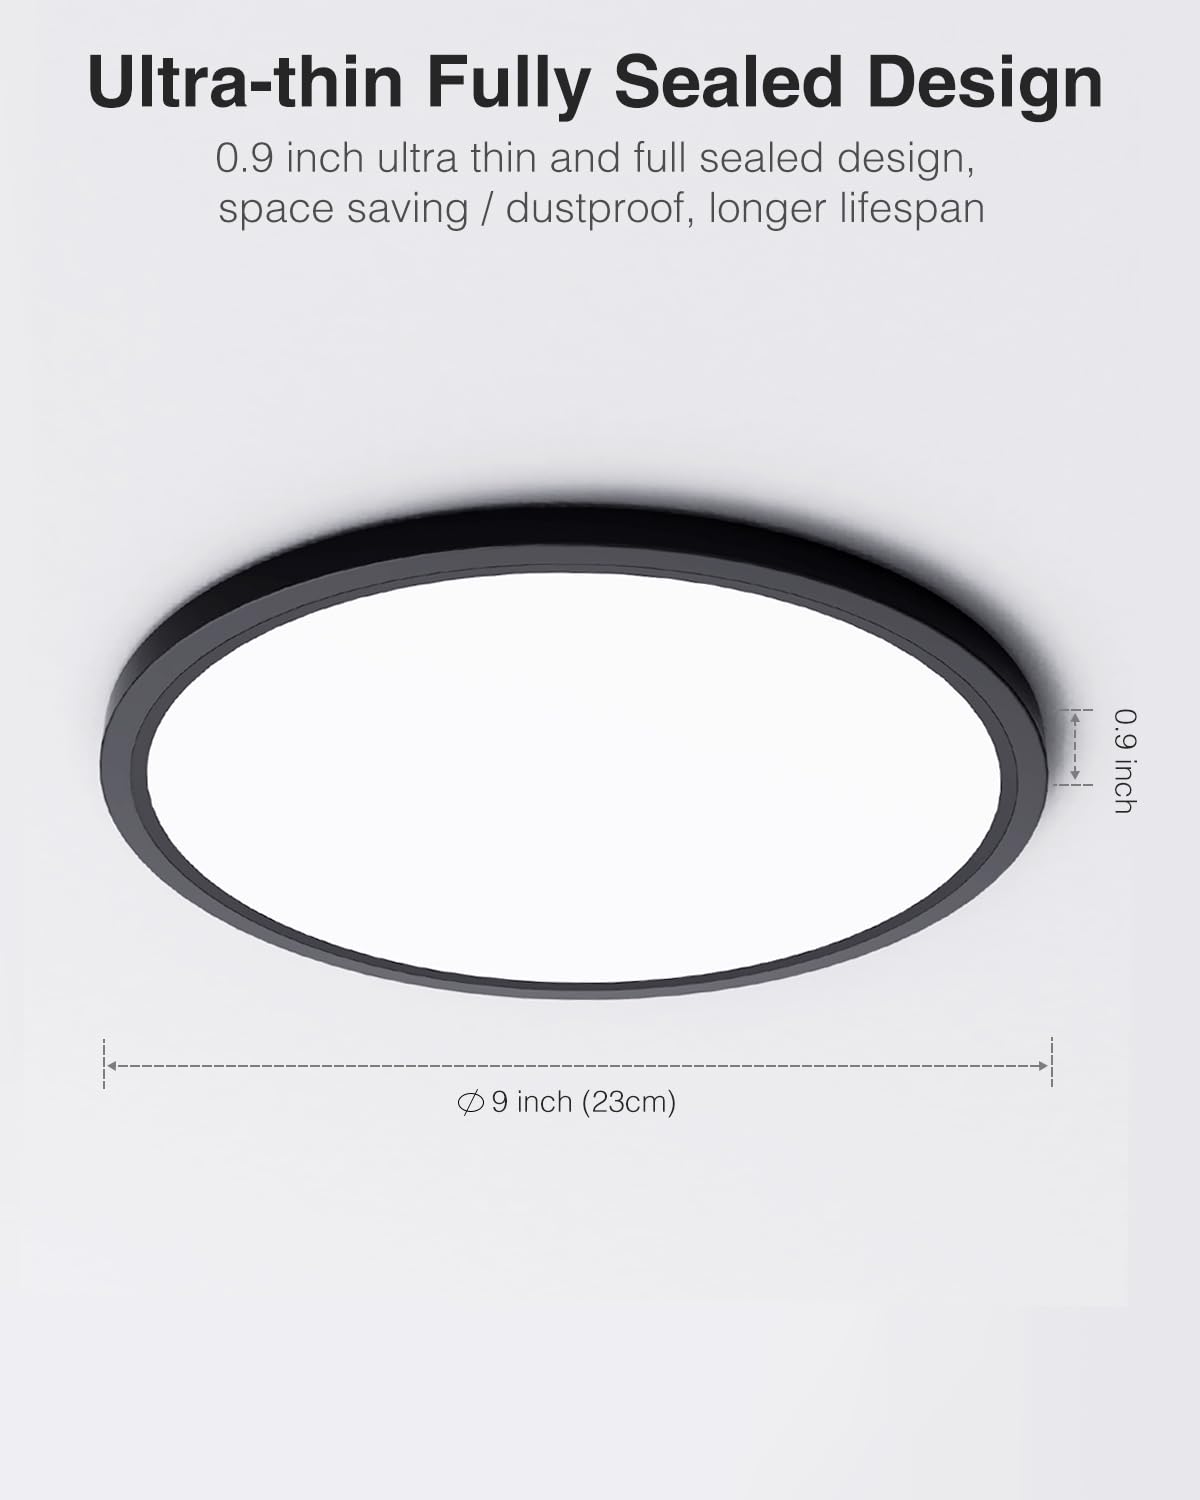 Ultra-thin Fully Sealed Design
0.9 inch ultra thin and full sealed design,
space saving / dustproof, longer lifespan
0.9 inch
∅ 9 inch (23cm)